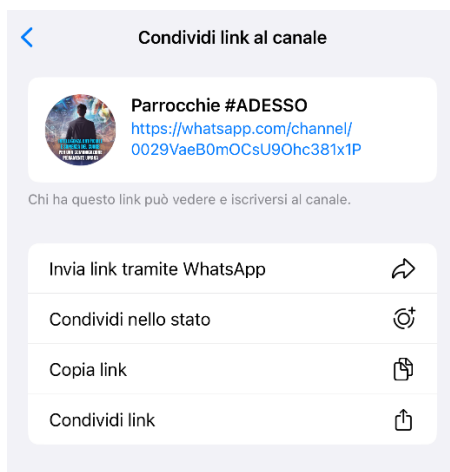 Condividi link al canale
Parrocchie #ADESSO
https://whatsapp.com/channel/
0029VaeB0mOCsU9Ohc381x1P
Chi ha questo link può vedere e iscriversi al canale.
Invia link tramite WhatsApp
Condividi nello stato
Copia link
Condividi link